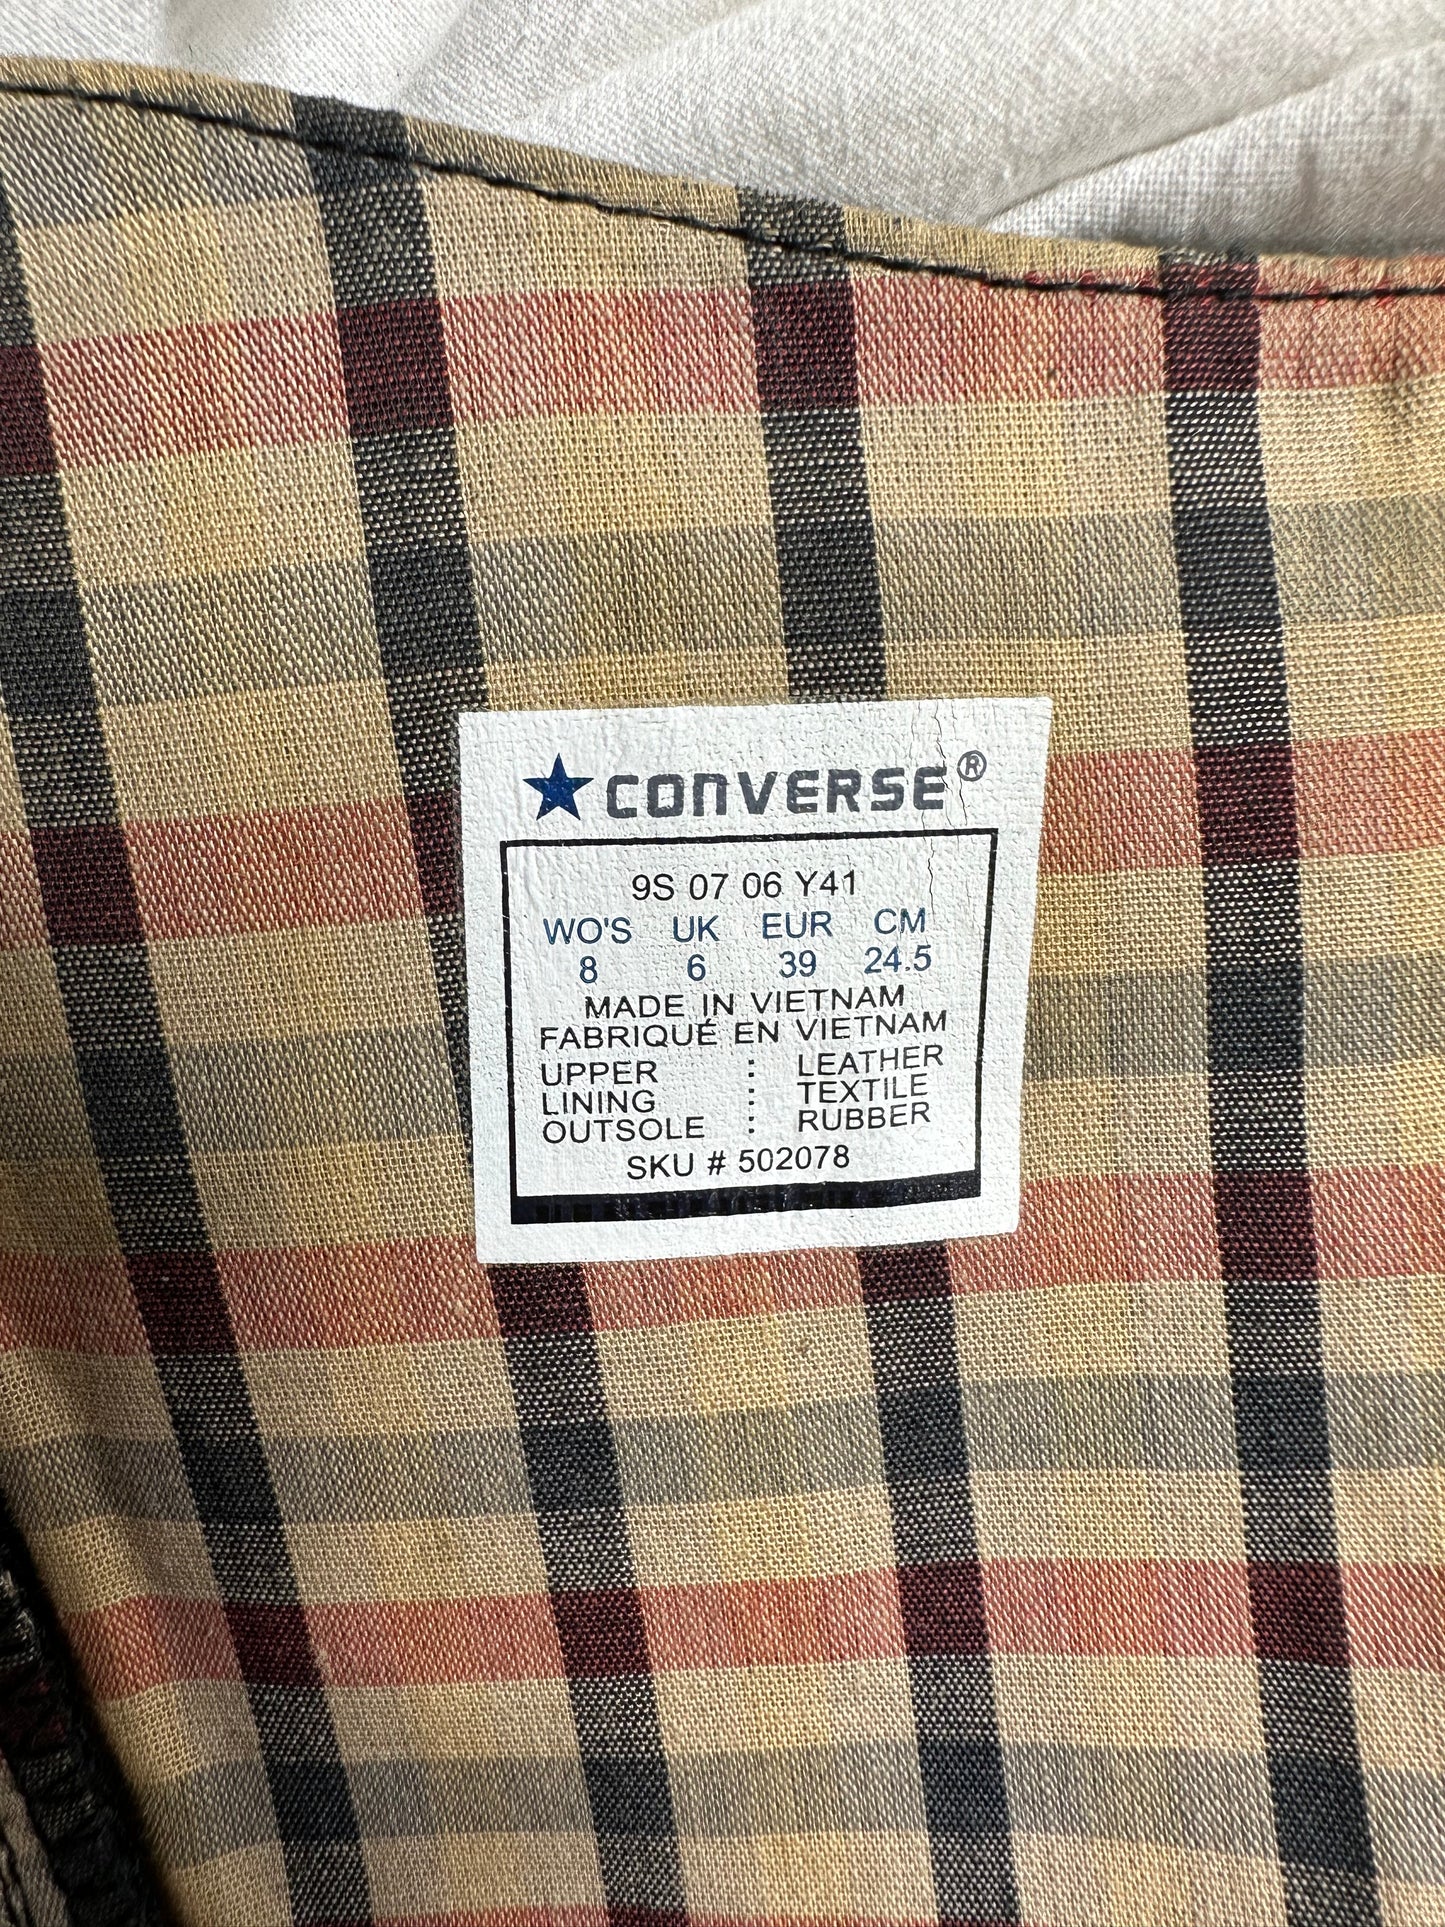 ★CONVERSE®
9S 07 06 Y41
WO'S UK EUR CM
8 6 39 24.5
MADE IN VIETNAM
FABRIQUÉ EN VIETNAM
UPPER : LEATHER
LINING : TEXTILE
OUTSOLE : RUBBER
SKU # 502078